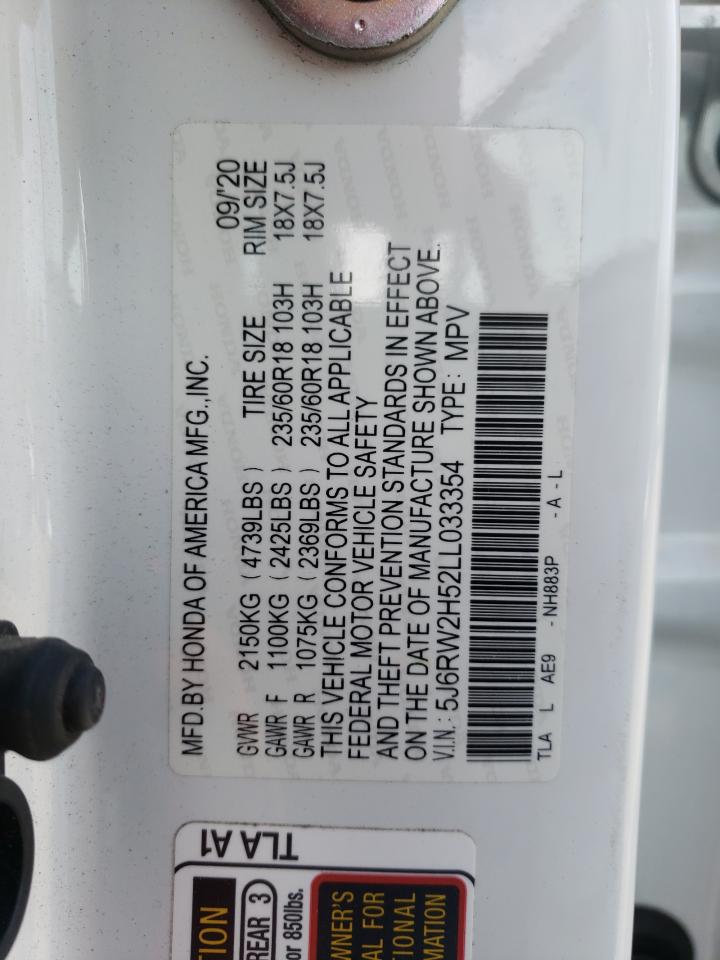 MFD.BY HONDA OF AMERICA MFG.,INC. 09/'20
GVWR 2150KG ( 4739LBS ) TIRE SIZE RIM SIZE
GAWR F 1100KG ( 2425LBS ) 235/60R18 103H 18X7.5J
GAWR R 1075KG ( 2369LBS ) 235/60R18 103H 18X7.5J
THIS VEHICLE CONFORMS TO ALL APPLICABLE
FEDERAL MOTOR VEHICLE SAFETY
AND THEFT PREVENTION STANDARDS IN EFFECT
ON THE DATE OF MANUFACTURE SHOWN ABOVE.
V.I.N.: 5J6RW2H52LL033354 TYPE : MPV
TLA L AE9 - NH883P - A - L
TLA A1
TION
REAR 3
or 850lbs.
WNER'S
AL FOR
TIONAL
MATION